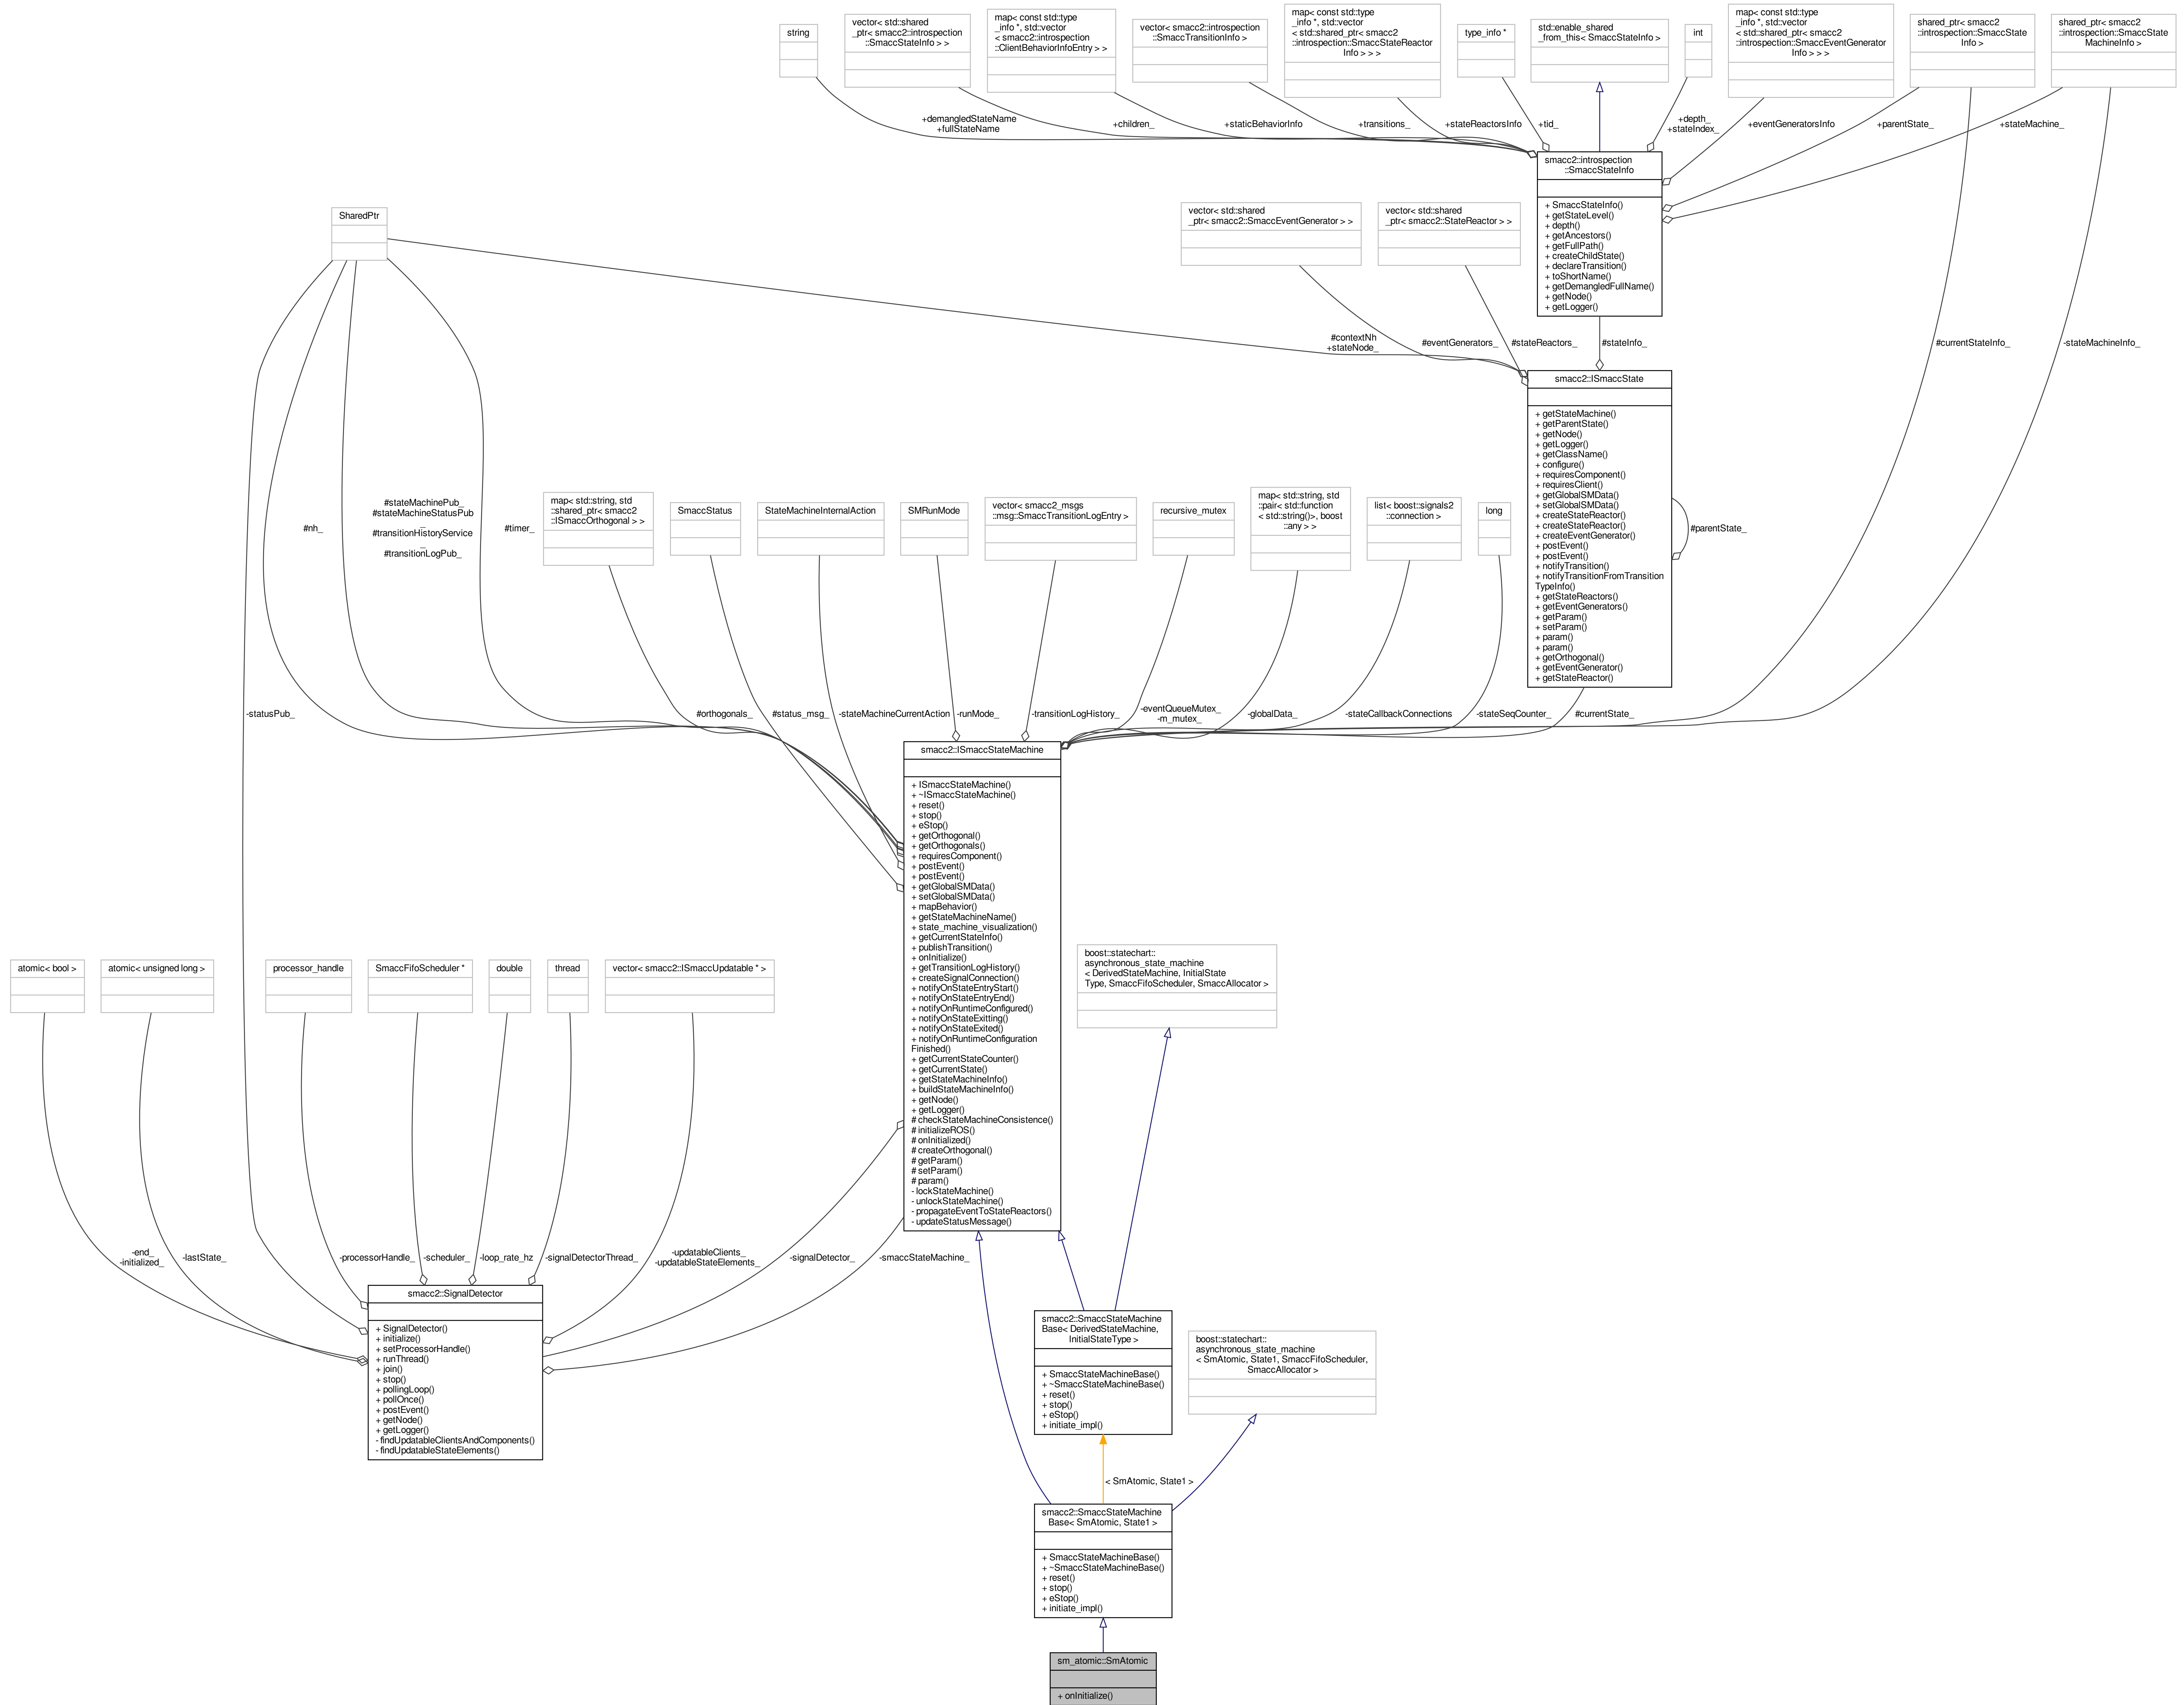 string
vector< std::shared
_ptr< smacc2::introspection
::SmaccStateInfo > >
map< const std::type
_info *, std::vector
< smacc2::introspection
::ClientBehaviorInfoEntry > >
vector< smacc2::introspection
::SmaccTransitionInfo >
map< const std::type
_info *, std::vector
< std::shared_ptr< smacc2
::introspection::SmaccStateReactor
Info > > >
type_info *
std::enable_shared
_from_this< SmaccStateInfo >
int
map< const std::type
_info *, std::vector
< std::shared_ptr< smacc2
::introspection::SmaccEventGenerator
Info > > >
shared_ptr< smacc2
::introspection::SmaccState
Info >
shared_ptr< smacc2
::introspection::SmaccState
MachineInfo >
+demangledStateName
+fullStateName
+children_
+staticBehaviorInfo
+transitions_
+stateReactorsInfo
+tid_
+depth_
+stateIndex_
+eventGeneratorsInfo
+parentState_
+stateMachine_
smacc2::introspection
::SmaccStateInfo
+ SmaccStateInfo()
+ getStateLevel()
+ depth()
+ getAncestors()
+ getFullPath()
+ createChildState()
+ declareTransition()
+ toShortName()
+ getDemangledFullName()
+ getNode()
+ getLogger()
SharedPtr
vector< std::shared
_ptr< smacc2::SmaccEventGenerator > >
vector< std::shared
_ptr< smacc2::StateReactor > >
#contextNh
+stateNode_
#eventGenerators_
#stateReactors_
#stateInfo_
#currentStateInfo_
-stateMachineInfo_
smacc2::ISmaccState
+ getStateMachine()
+ getParentState()
+ getNode()
+ getLogger()
+ getClassName()
+ configure()
+ requiresComponent()
+ requiresClient()
+ getGlobalSMData()
+ setGlobalSMData()
+ createStateReactor()
+ createStateReactor()
+ createEventGenerator()
+ postEvent()
+ postEvent()
+ notifyTransition()
+ notifyTransitionFromTransition
TypeInfo()
+ getStateReactors()
+ getEventGenerators()
+ getParam()
+ setParam()
+ param()
+ param()
+ getOrthogonal()
+ getEventGenerator()
+ getStateReactor()
#parentState_
#nh_
#stateMachinePub_
#stateMachineStatusPub
_
#transitionHistoryService
_
#transitionLogPub_
#timer_
map< std::string, std
::shared_ptr< smacc2
::ISmaccOrthogonal > >
SmaccStatus
StateMachineInternalAction
SMRunMode
vector< smacc2_msgs
::msg::SmaccTransitionLogEntry >
recursive_mutex
map< std::string, std
::pair< std::function
< std::string()>, boost
::any > >
list< boost::signals2
::connection >
long
-statusPub_
#orthogonals_
#status_msg_
-stateMachineCurrentAction
-runMode_
-transitionLogHistory_
-eventQueueMutex_
-m_mutex_
-globalData_
-stateCallbackConnections
-stateSeqCounter_
#currentState_
smacc2::ISmaccStateMachine
+ ISmaccStateMachine()
+ ~ISmaccStateMachine()
+ reset()
+ stop()
+ eStop()
+ getOrthogonal()
+ getOrthogonals()
+ requiresComponent()
+ postEvent()
+ postEvent()
+ getGlobalSMData()
+ setGlobalSMData()
+ mapBehavior()
+ getStateMachineName()
+ state_machine_visualization()
+ getCurrentStateInfo()
+ publishTransition()
+ onInitialize()
+ getTransitionLogHistory()
+ createSignalConnection()
+ notifyOnStateEntryStart()
+ notifyOnStateEntryEnd()
+ notifyOnRuntimeConfigured()
+ notifyOnStateExitting()
+ notifyOnStateExited()
+ notifyOnRuntimeConfiguration
Finished()
+ getCurrentStateCounter()
+ getCurrentState()
+ getStateMachineInfo()
+ buildStateMachineInfo()
+ getNode()
+ getLogger()
# checkStateMachineConsistence()
# initializeROS()
# onInitialized()
# createOrthogonal()
# getParam()
# setParam()
# param()
- lockStateMachine()
- unlockStateMachine()
- propagateEventToStateReactors()
- updateStatusMessage()
atomic< bool >
atomic< unsigned long >
processor_handle
SmaccFifoScheduler *
double
thread
vector< smacc2::ISmaccUpdatable * >
boost::statechart::
asynchronous_state_machine
< DerivedStateMachine, InitialState
Type, SmaccFifoScheduler, SmaccAllocator >
-end_
-initialized_
-lastState_
-processorHandle_
-scheduler_
-loop_rate_hz
-signalDetectorThread_
-updatableClients_
-updatableStateElements_
-signalDetector_
-smaccStateMachine_
smacc2::SignalDetector
+ SignalDetector()
+ initialize()
+ setProcessorHandle()
+ runThread()
+ join()
+ stop()
+ pollingLoop()
+ pollOnce()
+ postEvent()
+ getNode()
+ getLogger()
- findUpdatableClientsAndComponents()
- findUpdatableStateElements()
smacc2::SmaccStateMachine
Base< DerivedStateMachine,
InitialStateType >
+ SmaccStateMachineBase()
+ ~SmaccStateMachineBase()
+ reset()
+ stop()
+ eStop()
+ initiate_impl()
boost::statechart::
asynchronous_state_machine
< SmAtomic, State1, SmaccFifoScheduler,
SmaccAllocator >
< SmAtomic, State1 >
smacc2::SmaccStateMachine
Base< SmAtomic, State1 >
+ SmaccStateMachineBase()
+ ~SmaccStateMachineBase()
+ reset()
+ stop()
+ eStop()
+ initiate_impl()
sm_atomic::SmAtomic
+ onInitialize()